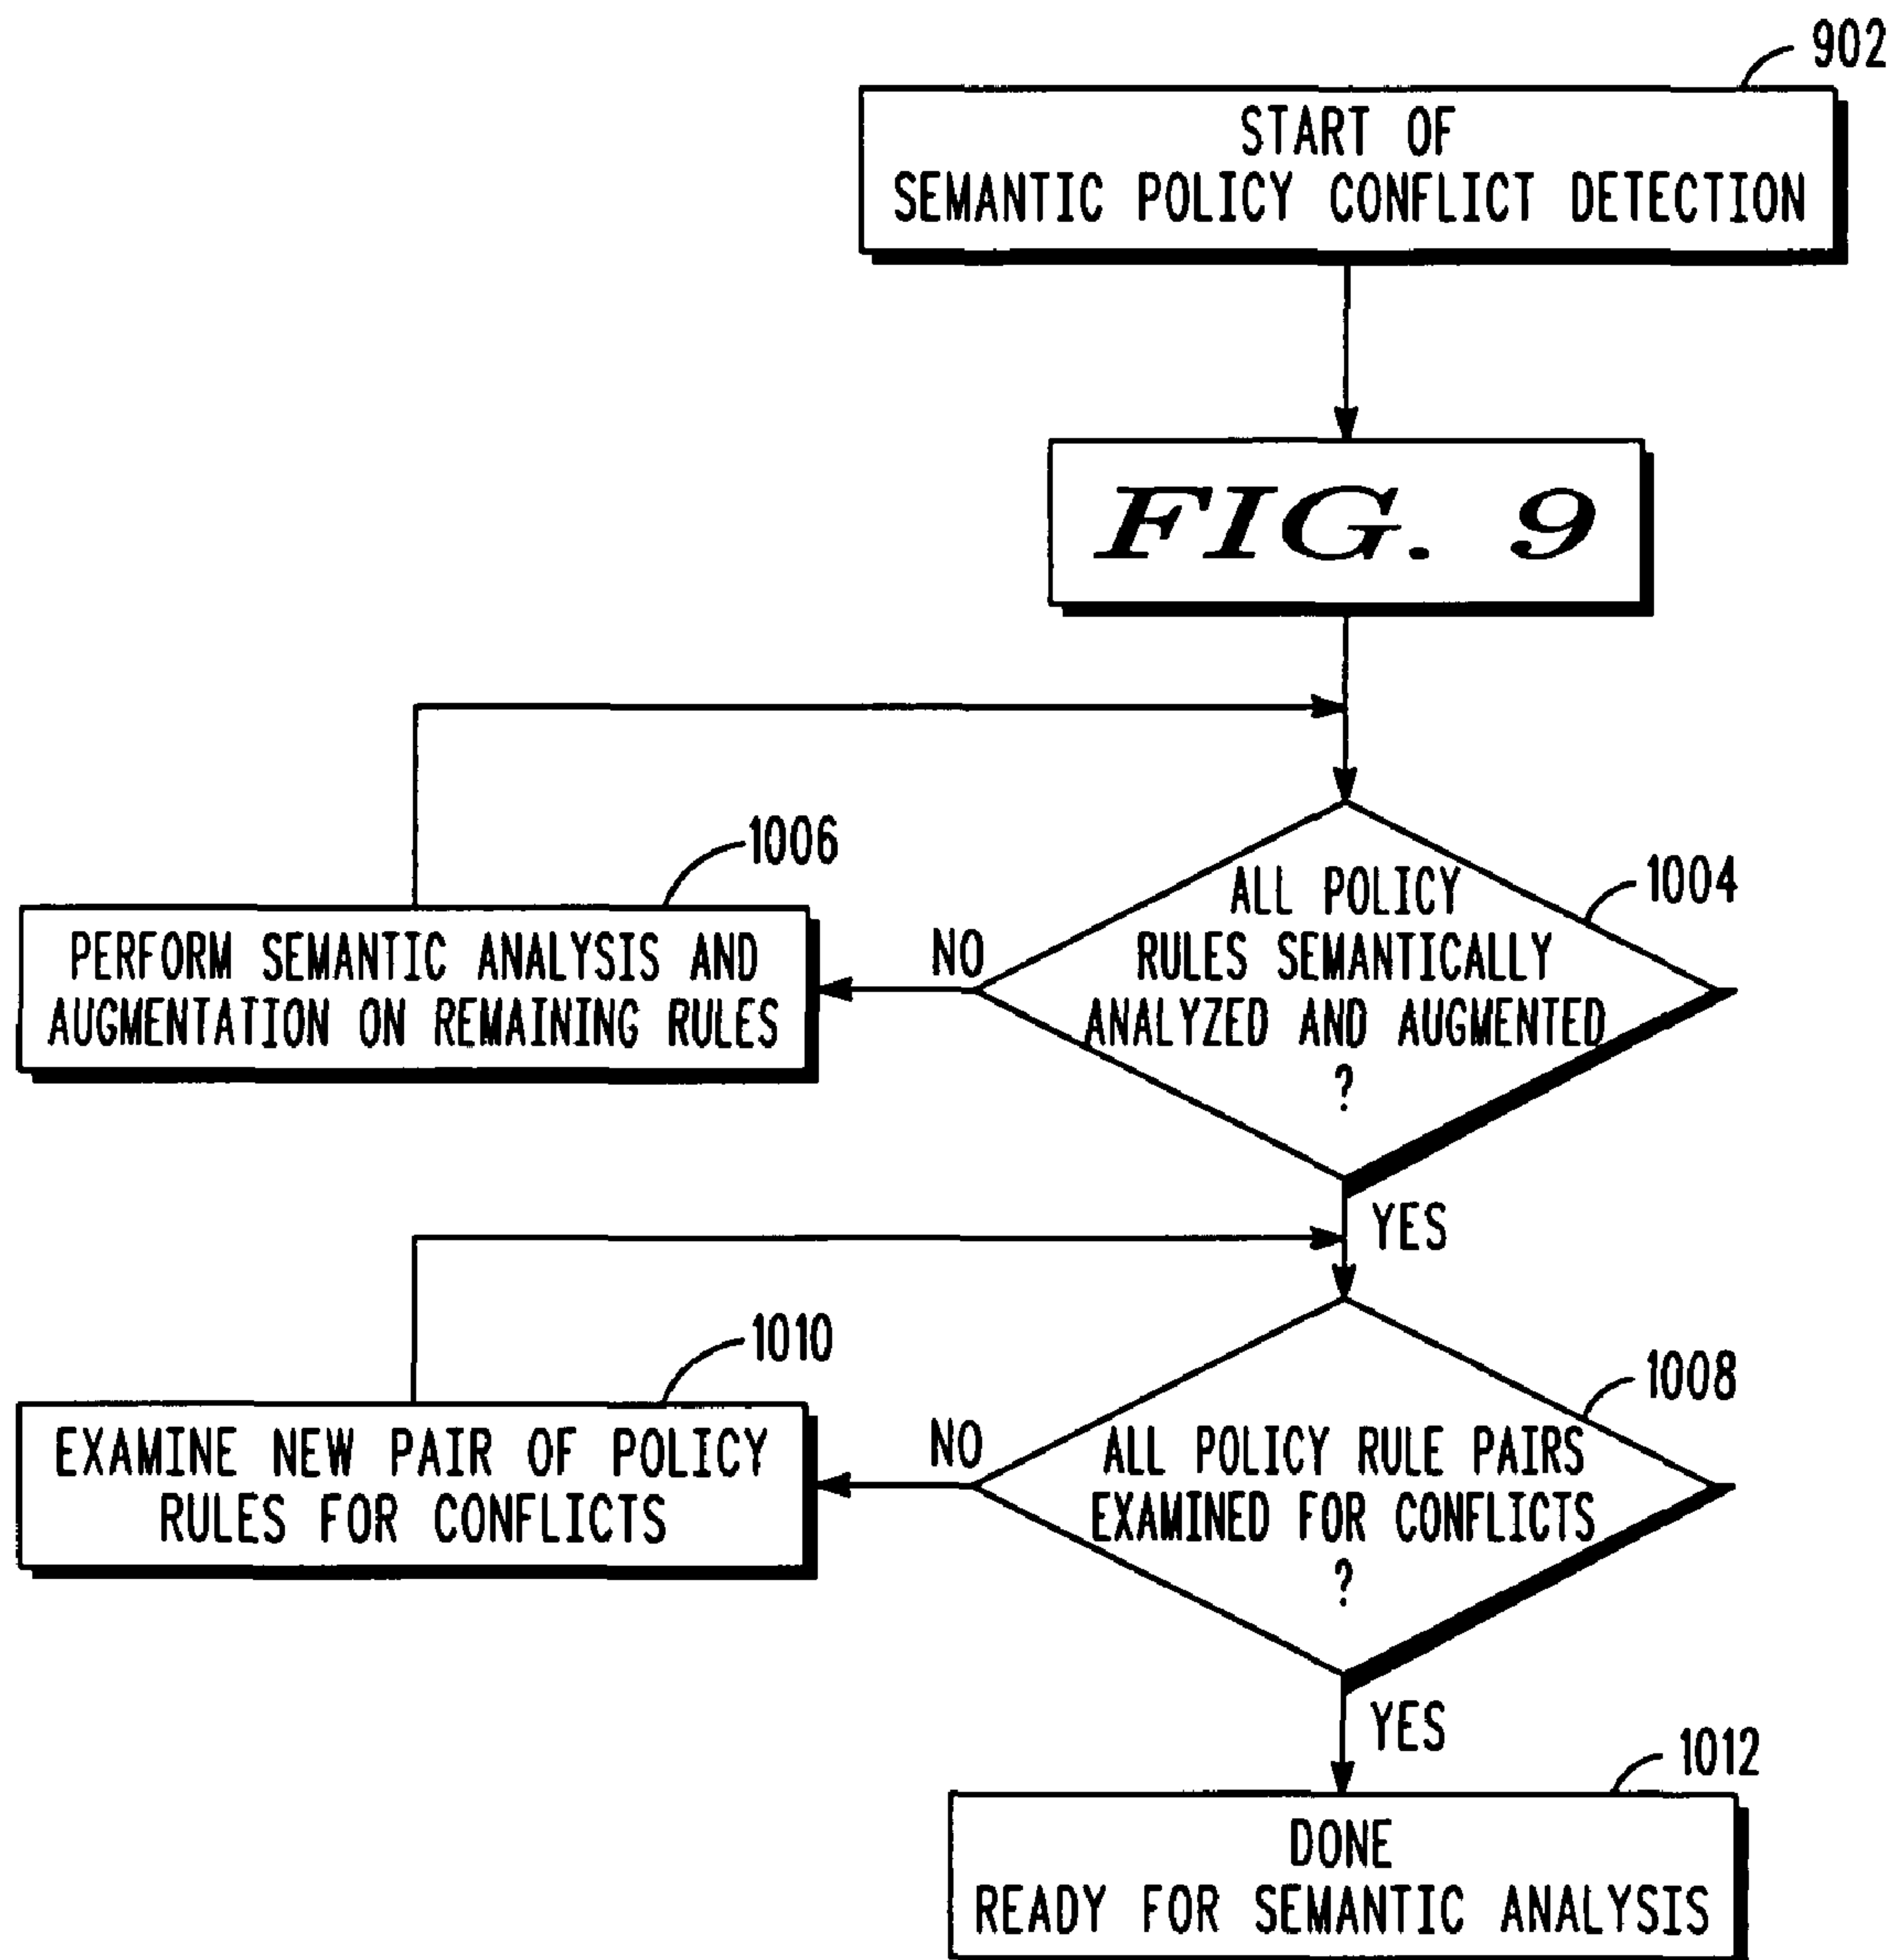 902
START OF
SEMANTIC POLICY CONFLICT DETECTION
FIG. 9
1006
PERFORM SEMANTIC ANALYSIS AND
AUGMENTATION ON REMAINING RULES
NO
1004
ALL POLICY
RULES SEMANTICALLY
ANALYZED AND AUGMENTED
?
YES
1010
EXAMINE NEW PAIR OF POLICY
RULES FOR CONFLICTS
NO
1008
ALL POLICY RULE PAIRS
EXAMINED FOR CONFLICTS
?
YES
1012
DONE
READY FOR SEMANTIC ANALYSIS